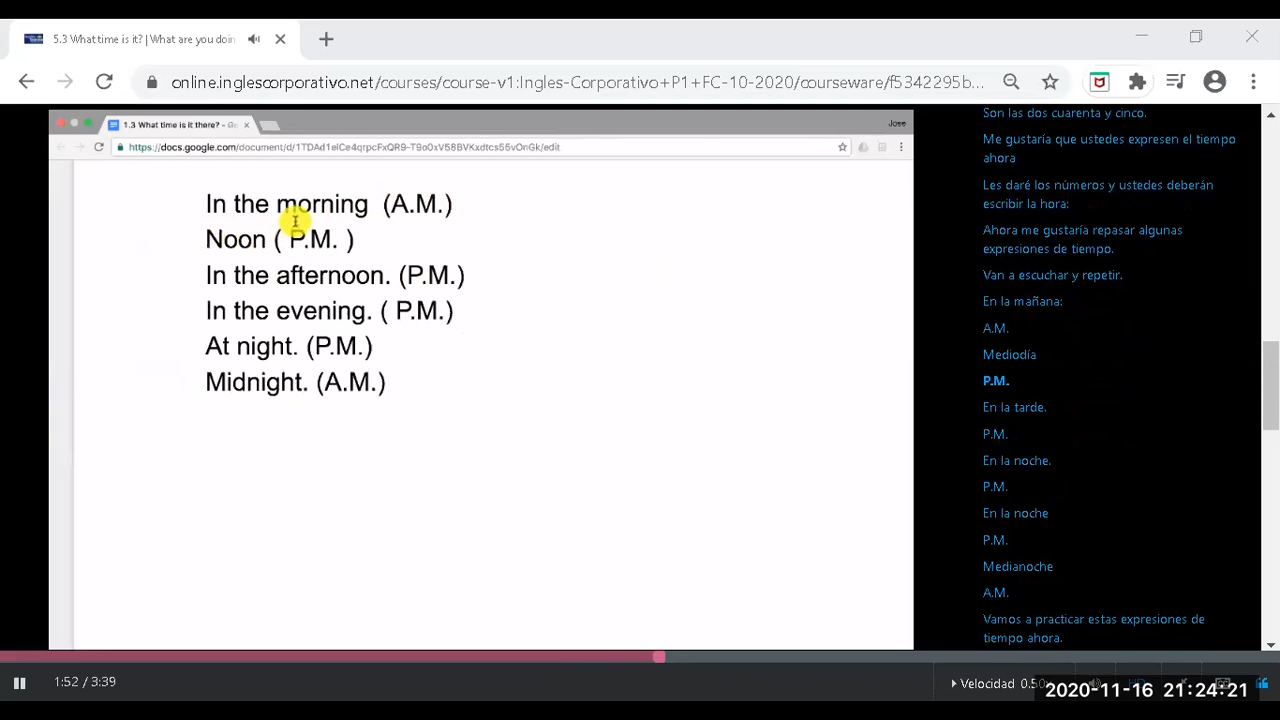 5.3 What time is it? | What are you doin
online.inglescorporativo.net/courses/course-v1:Ingles-Corporativo+P1+FC-10-2020/courseware/f5342295b...
1.3 What time is it there? - G
Jose
https://docs.google.com/document/d/1TDAd1elCe4qrpcFxQR9-T9o0xV58BVKxdtcs55vOnGk/edit
In the morning (A.M.)
Noon ( P.M. )
In the afternoon. (P.M.)
In the evening. ( P.M.)
At night. (P.M.)
Midnight. (A.M.)
Son las dos cuarenta y cinco.
Me gustaría que ustedes expresen el tiempo
ahora
Les daré los números y ustedes deberán
escribir la hora:
Ahora me gustaría repasar algunas
expresiones de tiempo.
Van a escuchar y repetir.
En la mañana:
A.M.
Mediodía
P.M.
En la tarde.
P.M.
En la noche.
P.M.
En la noche
P.M.
Medianoche
A.M.
Vamos a practicar estas expresiones de
tiempo ahora.
1:52 / 3:39
Velocidad 0.50x
HD
2020-11-16 21:24:21